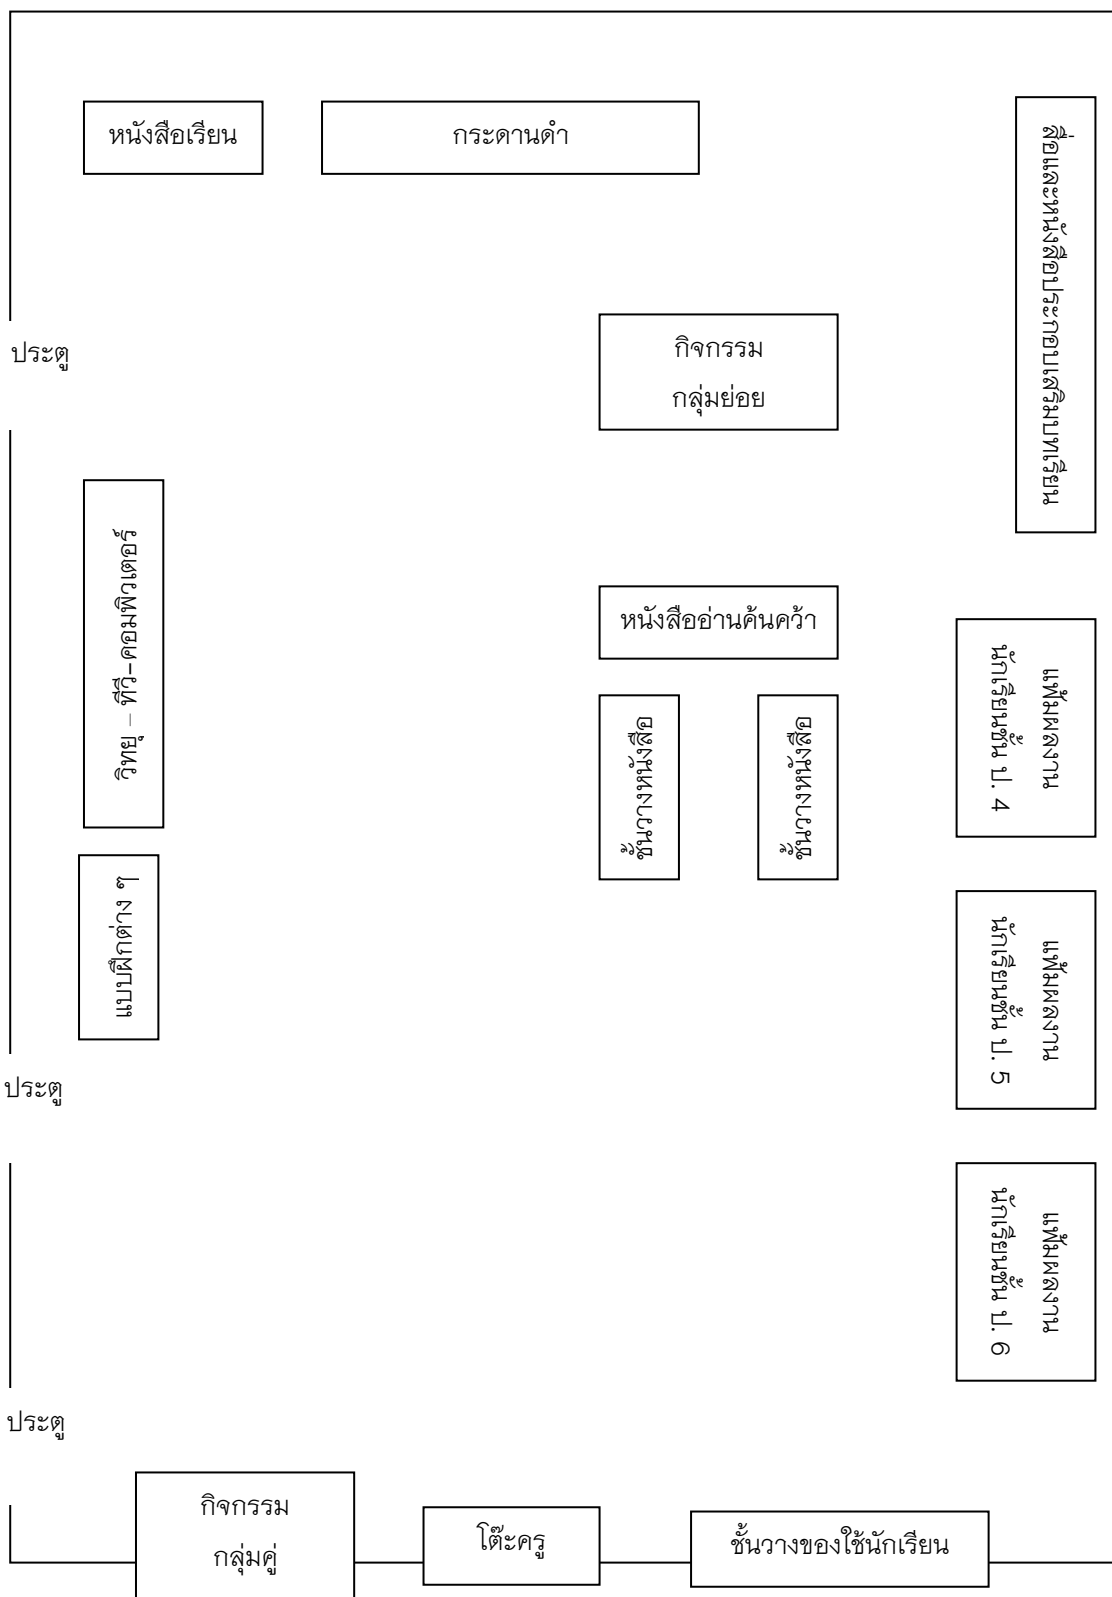 หนังสือเรียน
กระดานดำ
สื่อและหนังสือประกอบเสริมบทเรียน
ประตู
กิจกรรม
กลุ่มย่อย
วิทยุ – ทีวี-คอมพิวเตอร์
หนังสืออ่านค้นคว้า
ชั้นวางหนังสือ
ชั้นวางหนังสือ
แฟ้มผลงาน
นักเรียนชั้น ป. 4
แบบฝึกต่าง ๆ
แฟ้มผลงาน
นักเรียนชั้น ป. 5
ประตู
แฟ้มผลงาน
นักเรียนชั้น ป. 6
ประตู
กิจกรรม
กลุ่มคู่
โต๊ะครู
ชั้นวางของใช้นักเรียน